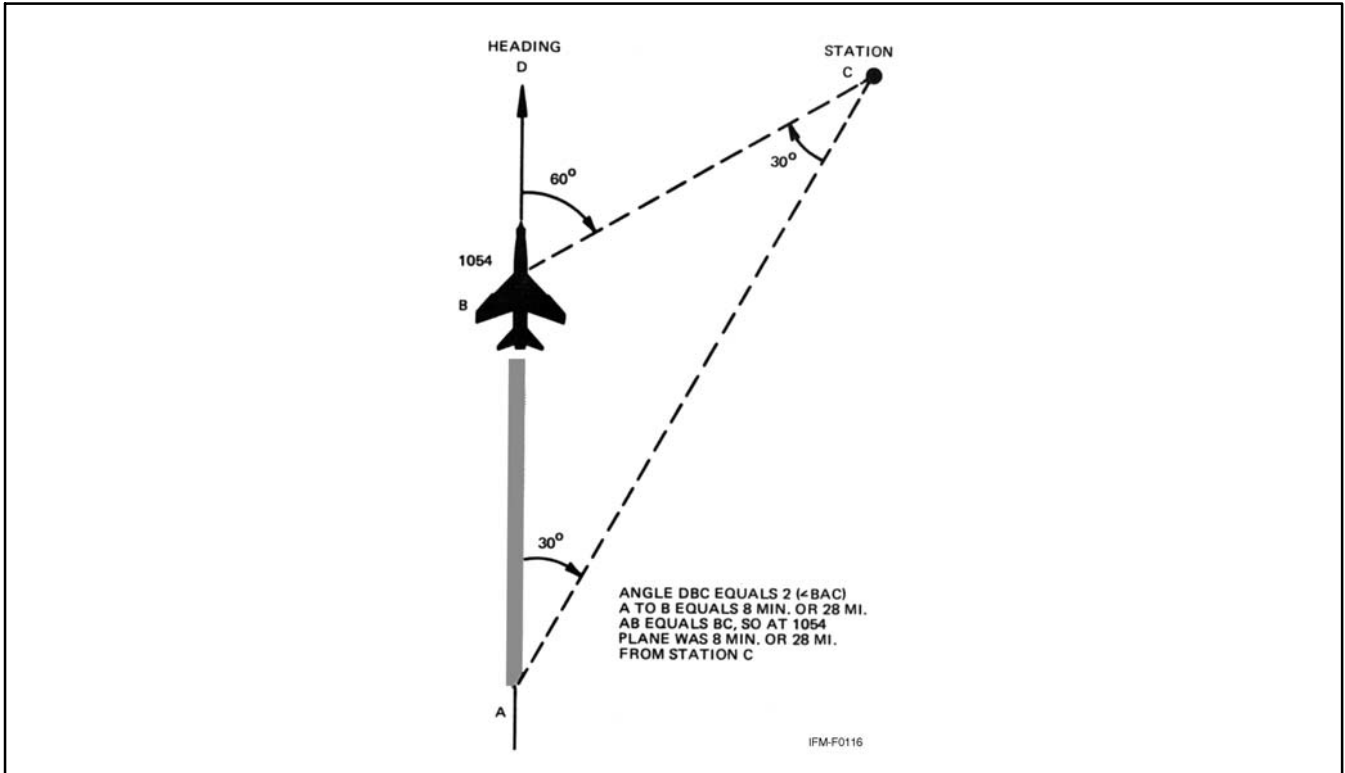 HEADING
D
STATION
C
60°
30°
1054
B
30°
ANGLE DBC EQUALS 2 (∠BAC)
A TO B EQUALS 8 MIN. OR 28 MI.
AB EQUALS BC, SO AT 1054
PLANE WAS 8 MIN. OR 28 MI.
FROM STATION C
A
IFM-F0116